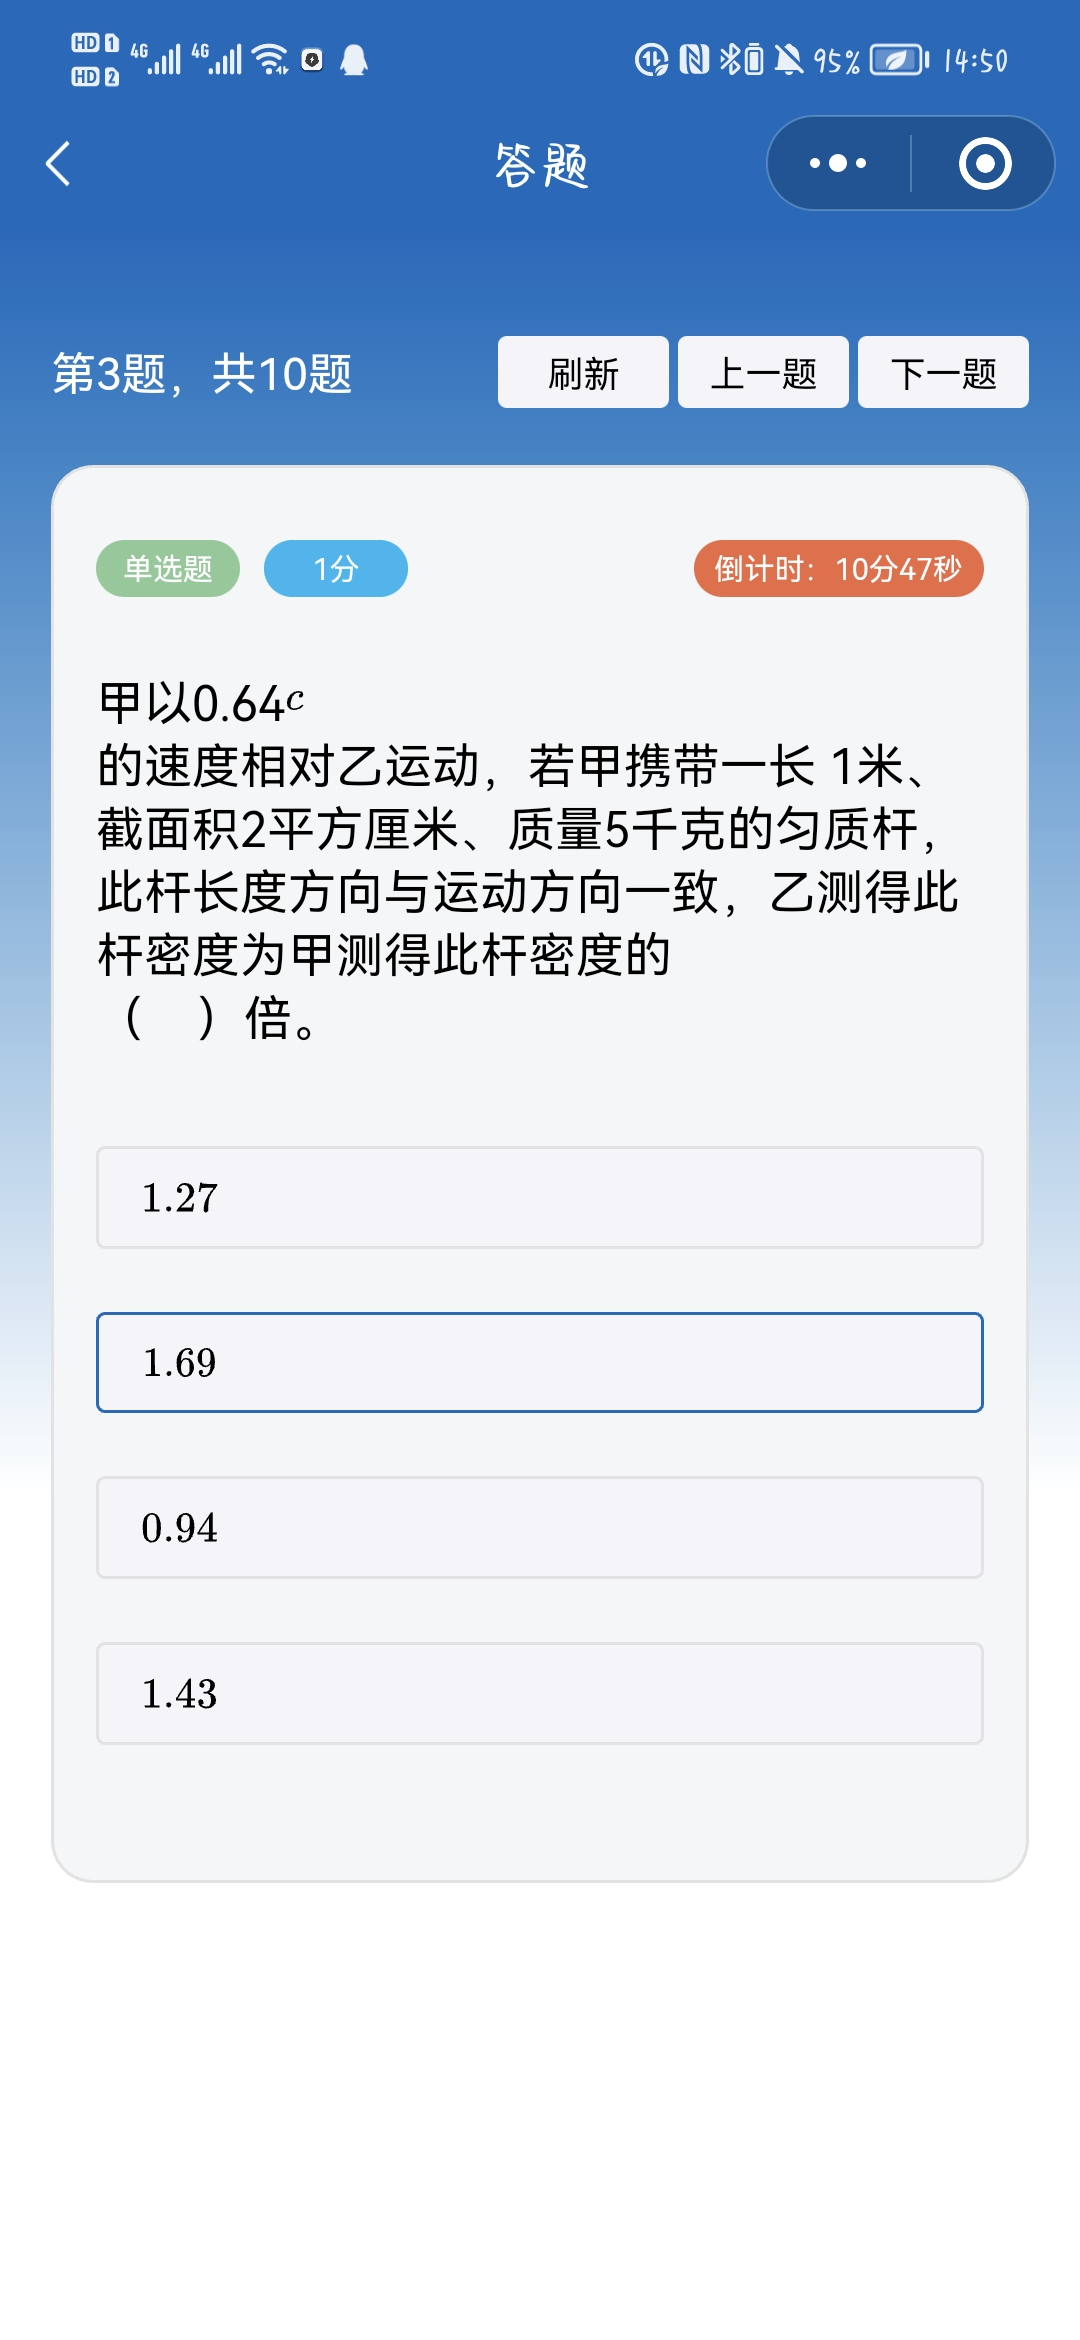 HD 1 4G 4G 95% 14:50
HD 2
答题
第3题，共10题 刷新 上一题 下一题
单选题 1分 倒计时：10分47秒
甲以0.64c
的速度相对乙运动，若甲携带一长 1米、
截面积2平方厘米、质量5千克的匀质杆，
此杆长度方向与运动方向一致，乙测得此
杆密度为甲测得此杆密度的
（ ）倍。
1.27
1.69
0.94
1.43